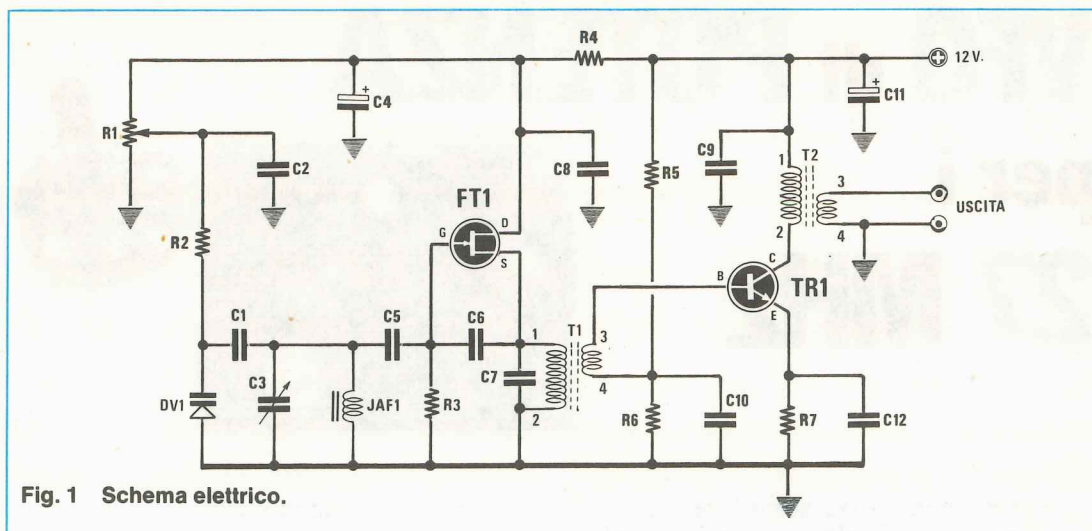 R4
12 V.
R1
C4
C11
C2
C8
C9
R5
T2
1
2
3
4
USCITA
FT1
D
G
S
R2
C
B
TR1
E
C1
C5
C6
1
T1
3
C7
2
4
DV1
C3
JAF1
R3
R6
C10
R7
C12
Fig. 1 Schema elettrico.